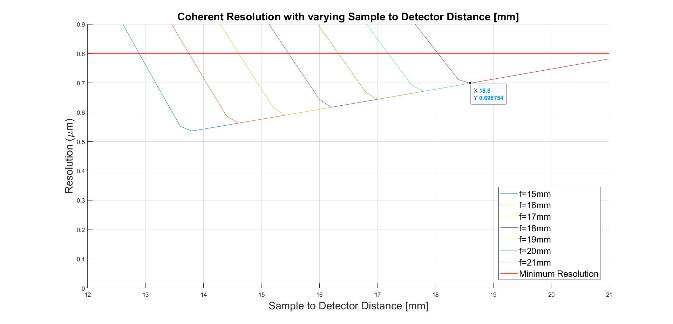 Coherent Resolution with varying Sample to Detector Distance [mm]
0.9
0.8
0.7
0.6
0.5
0.4
0.3
0.2
0.1
0
Resolution (μm)
X 18.6
Y 0.698754
f=15mm
f=16mm
f=17mm
f=18mm
f=19mm
f=20mm
f=21mm
Minimum Resolution
12 13 14 15 16 17 18 19 20 21
Sample to Detector Distance [mm]